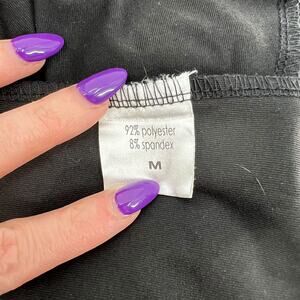 92% polyester
8% spandex
M